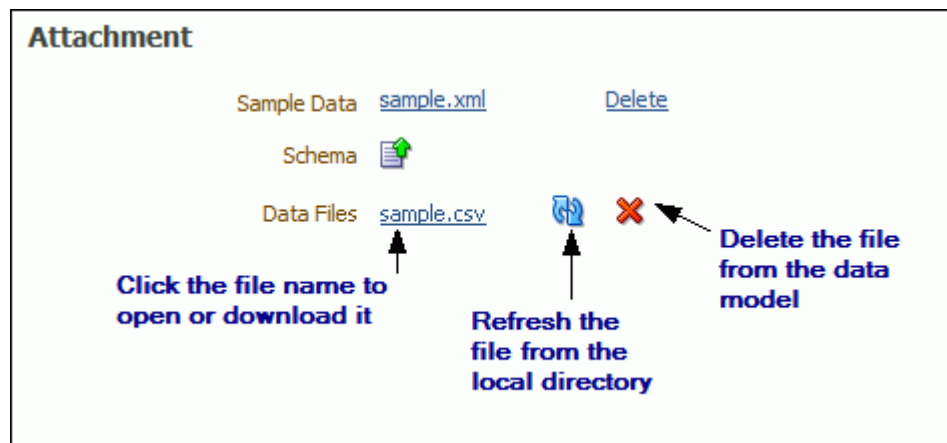 Attachment
Sample Data sample.xml Delete
Schema
Data Files sample.csv
Click the file name to
open or download it
Refresh the
file from the
local directory
Delete the file
from the data
model